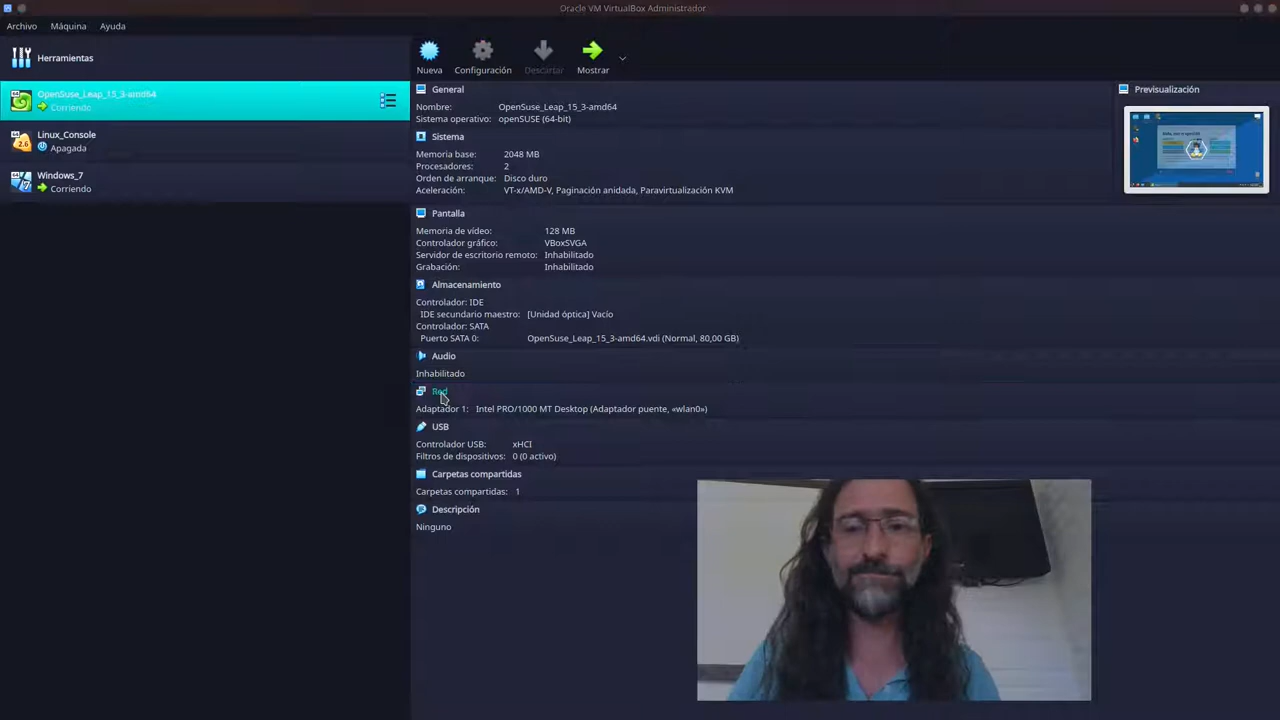 Oracle VM VirtualBox Administrador
Archivo Máquina Ayuda
Herramientas
OpenSuse_Leap_15_3-amd64
Corriendo
Linux_Console
Apagada
Windows_7
Corriendo
Nueva Configuración Descartar Mostrar
General
Nombre: OpenSuse_Leap_15_3-amd64
Sistema operativo: openSUSE (64-bit)
Sistema
Memoria base: 2048 MB
Procesadores: 2
Orden de arranque: Disco duro
Aceleración: VT-x/AMD-V, Paginación anidada, Paravirtualización KVM
Pantalla
Memoria de vídeo: 128 MB
Controlador gráfico: VBoxSVGA
Servidor de escritorio remoto: Inhabilitado
Grabación: Inhabilitado
Almacenamiento
Controlador: IDE
IDE secundario maestro: [Unidad óptica] Vacío
Controlador: SATA
Puerto SATA 0: OpenSuse_Leap_15_3-amd64.vdi (Normal, 80,00 GB)
Audio
Inhabilitado
Red
Adaptador 1: Intel PRO/1000 MT Desktop (Adaptador puente, «wlan0»)
USB
Controlador USB: xHCI
Filtros de dispositivos: 0 (0 activo)
Carpetas compartidas
Carpetas compartidas: 1
Descripción
Ninguno
Previsualización